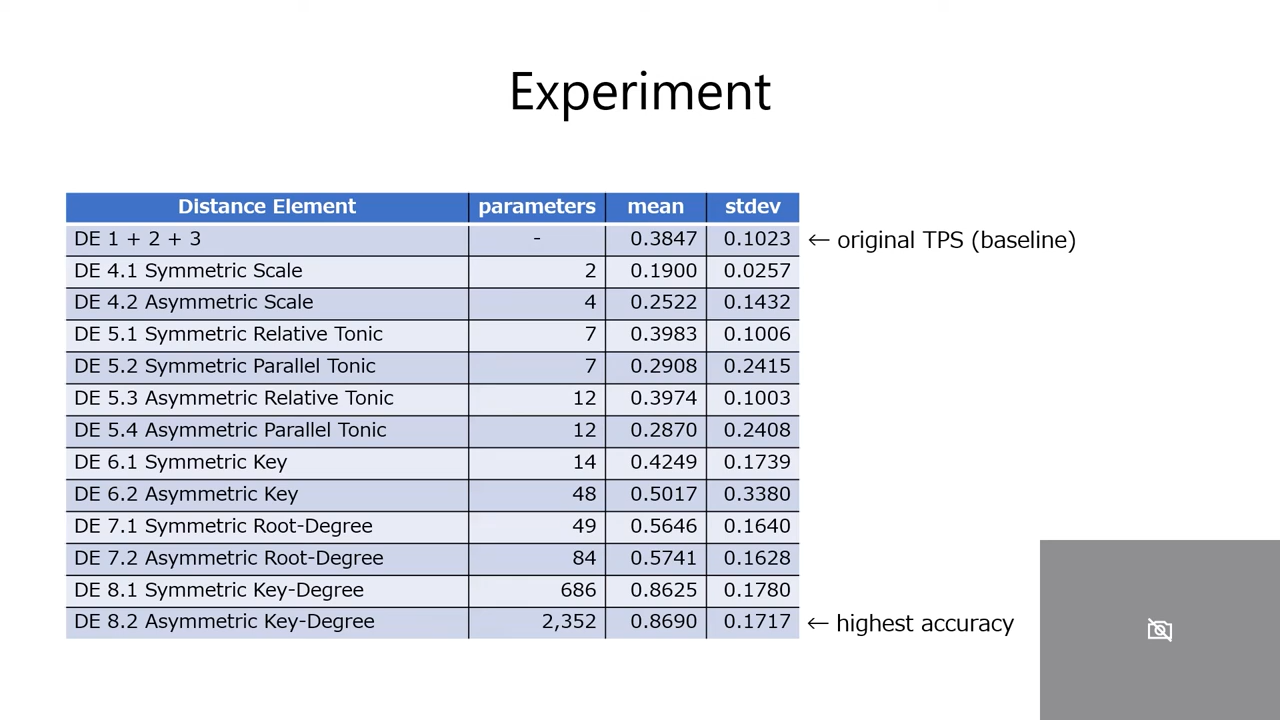 Experiment
Distance Element parameters mean stdev
DE 1 + 2 + 3 - 0.3847 0.1023 ← original TPS (baseline)
DE 4.1 Symmetric Scale 2 0.1900 0.0257
DE 4.2 Asymmetric Scale 4 0.2522 0.1432
DE 5.1 Symmetric Relative Tonic 7 0.3983 0.1006
DE 5.2 Symmetric Parallel Tonic 7 0.2908 0.2415
DE 5.3 Asymmetric Relative Tonic 12 0.3974 0.1003
DE 5.4 Asymmetric Parallel Tonic 12 0.2870 0.2408
DE 6.1 Symmetric Key 14 0.4249 0.1739
DE 6.2 Asymmetric Key 48 0.5017 0.3380
DE 7.1 Symmetric Root-Degree 49 0.5646 0.1640
DE 7.2 Asymmetric Root-Degree 84 0.5741 0.1628
DE 8.1 Symmetric Key-Degree 686 0.8625 0.1780
DE 8.2 Asymmetric Key-Degree 2,352 0.8690 0.1717 ← highest accuracy